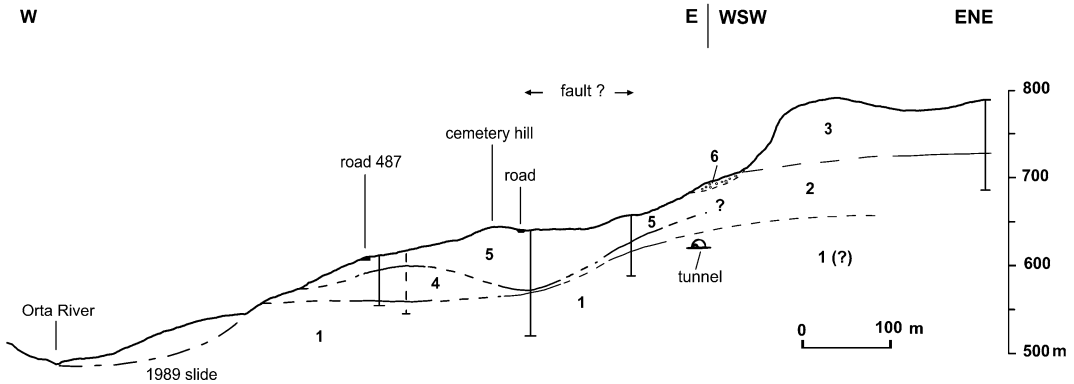 W
E
WSW
ENE
fault ?
800
3
cemetery hill
6
road 487
road
700
2
?
5
5
4
600
tunnel
1 (?)
1
Orta River
1
0 100 m
500 m
1989 slide